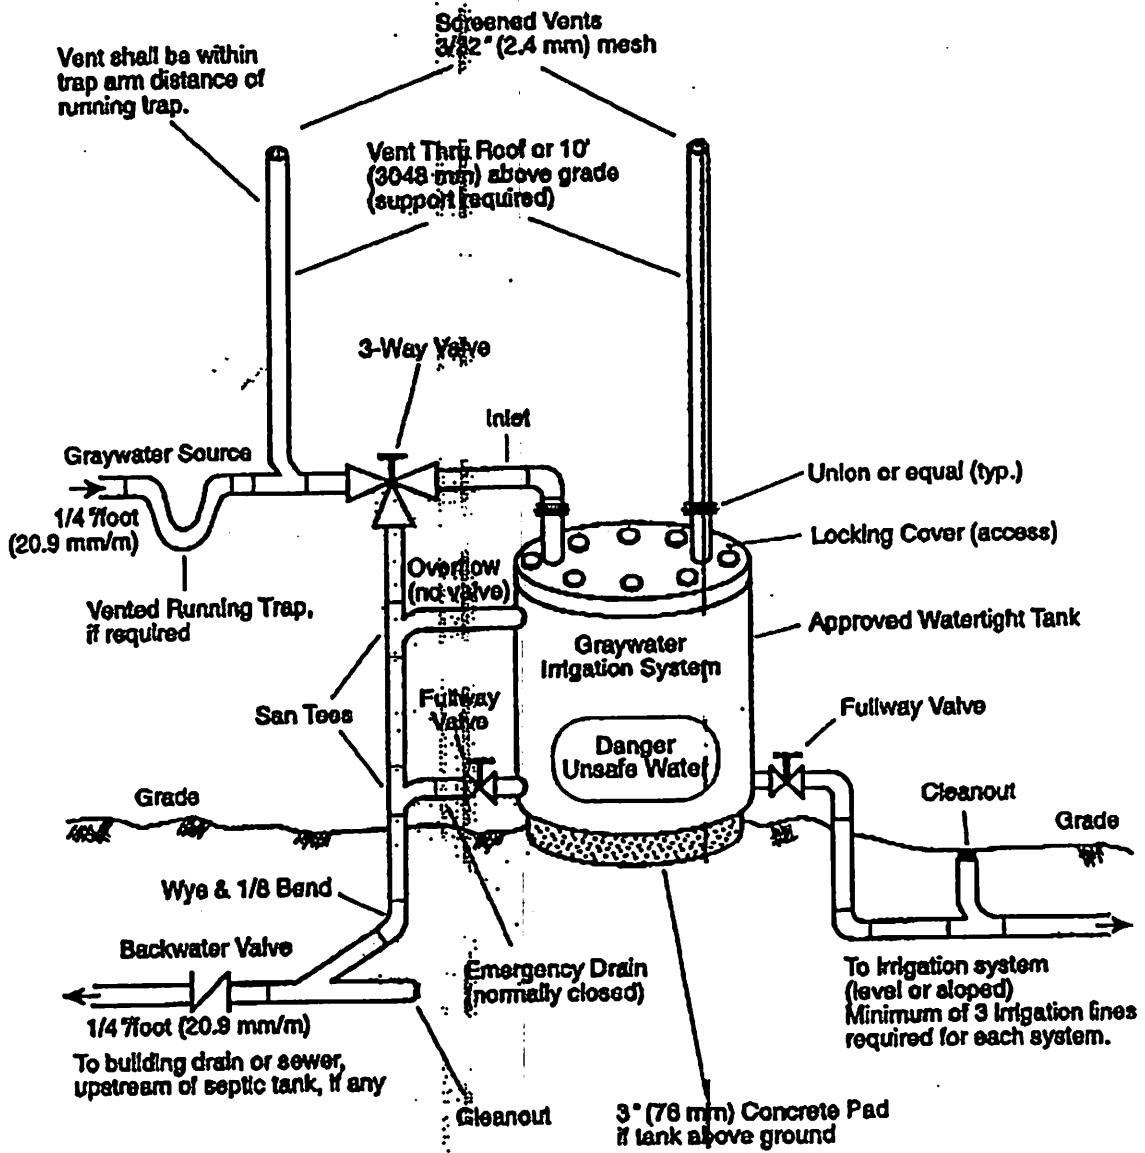 Screened Vents
3/32" (2.4 mm) mesh
Vent shall be within
trap arm distance of
running trap.
Vent Thru Roof or 10'
(3048 mm) above grade
(support required)
3-Way Valve
Inlet
Graywater Source
1/4 "/foot
(20.9 mm/m)
Union or equal (typ.)
Locking Cover (access)
Overflow
(no valve)
Vented Running Trap,
if required
Approved Watertight Tank
Graywater
Irrigation System
San Tees
Fullway
Valve
Fullway Valve
Danger
Unsafe Water
Grade
Cleanout
Grade
Wye & 1/8 Bend
Backwater Valve
Emergency Drain
(normally closed)
To Irrigation system
(level or sloped)
Minimum of 3 Irrigation lines
required for each system.
1/4 "/foot (20.9 mm/m)
To building drain or sewer,
upstream of septic tank, if any
Cleanout
3" (76 mm) Concrete Pad
if tank above ground